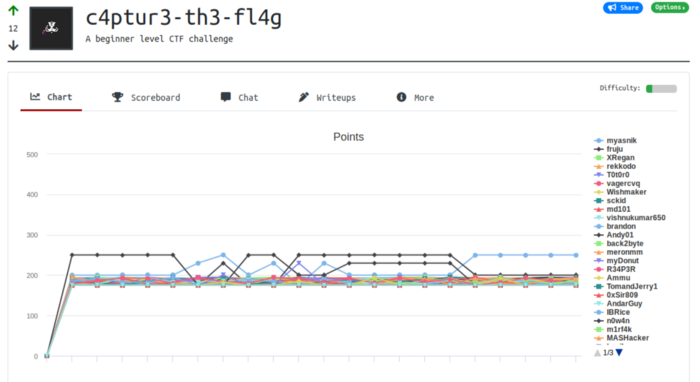 12
c4ptur3-th3-fl4g
A beginner level CTF challenge
Share
Options
Chart
Scoreboard
Chat
Writeups
More
Difficulty:
Points
500
400
300
200
100
0
myasnik
fruju
XRegan
rekkodo
T0t0r0
vagercvq
Wishmaker
sckid
md101
vishnukumar650
brandon
Andy01
back2byte
meronmm
myDonut
R34P3R
Ammu
TomandJerry1
0xSir809
AndarGuy
n0w4n
m1rf4k
MASHacker
1/3